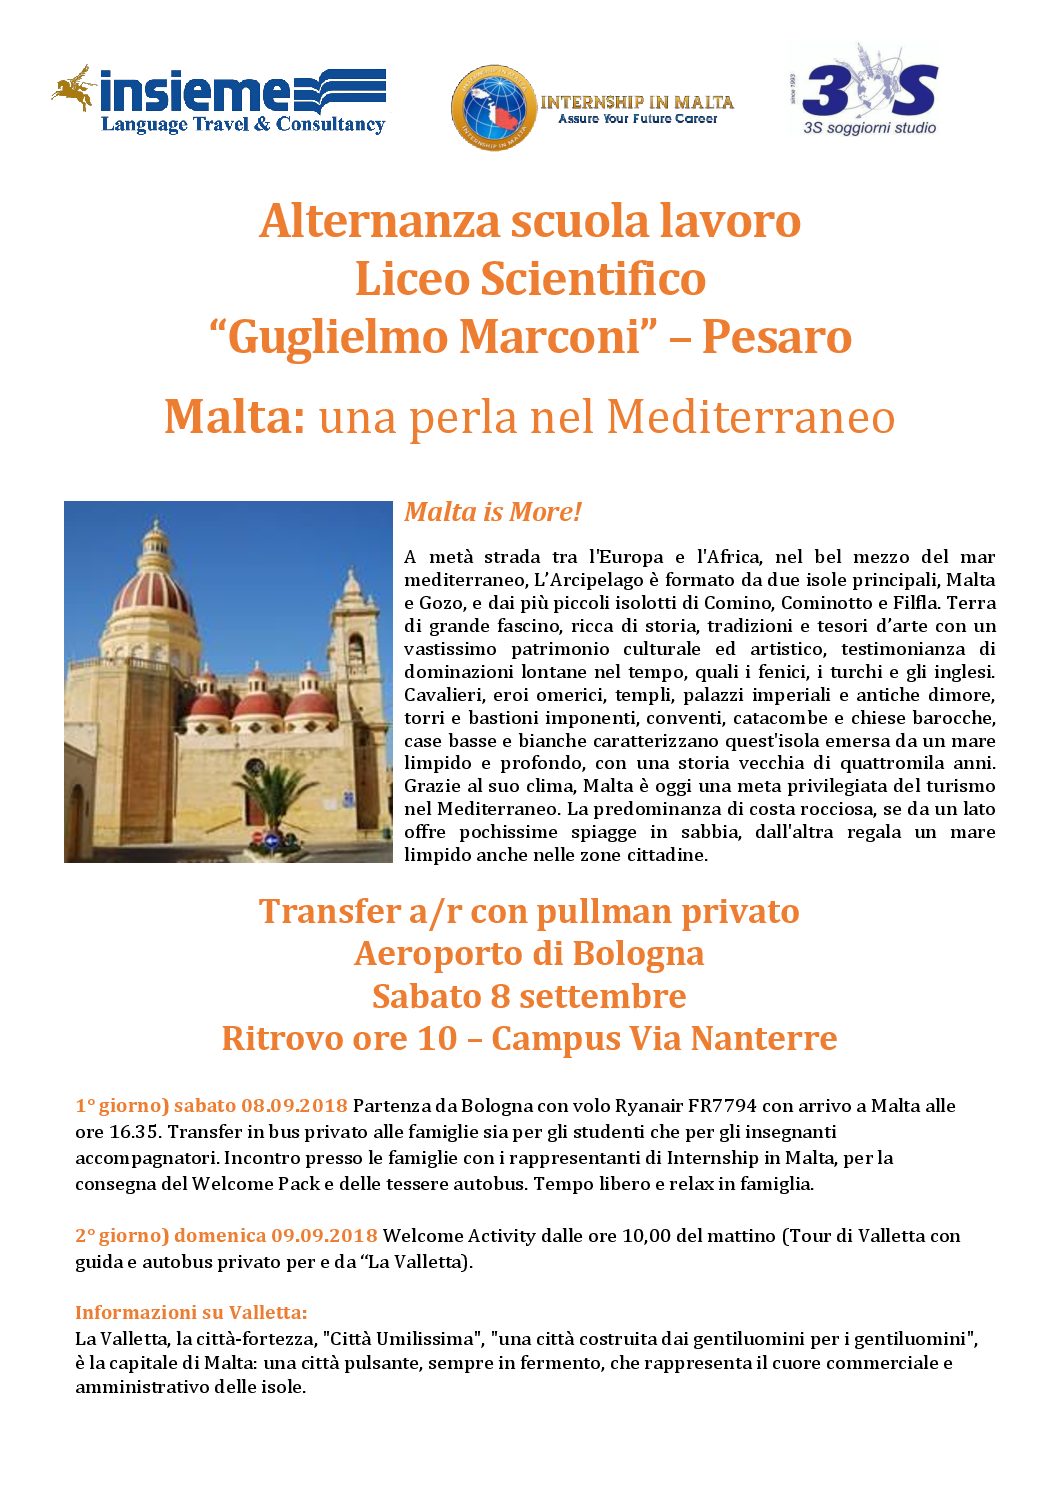 insieme
Language Travel & Consultancy
INTERNSHIP IN MALTA
INTERNSHIP IN MALTA
INTERNSHIP IN MALTA
Assure Your Future Career
since 1993
3S
3S soggiorni studio
Alternanza scuola lavoro
Liceo Scientifico
“Guglielmo Marconi” – Pesaro
Malta: una perla nel Mediterraneo
Malta is More!
A metà strada tra l'Europa e l'Africa, nel bel mezzo del mar
mediterraneo, L’Arcipelago è formato da due isole principali, Malta
e Gozo, e dai più piccoli isolotti di Comino, Cominotto e Filfla. Terra
di grande fascino, ricca di storia, tradizioni e tesori d’arte con un
vastissimo patrimonio culturale ed artistico, testimonianza di
dominazioni lontane nel tempo, quali i fenici, i turchi e gli inglesi.
Cavalieri, eroi omerici, templi, palazzi imperiali e antiche dimore,
torri e bastioni imponenti, conventi, catacombe e chiese barocche,
case basse e bianche caratterizzano quest'isola emersa da un mare
limpido e profondo, con una storia vecchia di quattromila anni.
Grazie al suo clima, Malta è oggi una meta privilegiata del turismo
nel Mediterraneo. La predominanza di costa rocciosa, se da un lato
offre pochissime spiagge in sabbia, dall'altra regala un mare
limpido anche nelle zone cittadine.
Transfer a/r con pullman privato
Aeroporto di Bologna
Sabato 8 settembre
Ritrovo ore 10 – Campus Via Nanterre
1° giorno) sabato 08.09.2018 Partenza da Bologna con volo Ryanair FR7794 con arrivo a Malta alle
ore 16.35. Transfer in bus privato alle famiglie sia per gli studenti che per gli insegnanti
accompagnatori. Incontro presso le famiglie con i rappresentanti di Internship in Malta, per la
consegna del Welcome Pack e delle tessere autobus. Tempo libero e relax in famiglia.
2° giorno) domenica 09.09.2018 Welcome Activity dalle ore 10,00 del mattino (Tour di Valletta con
guida e autobus privato per e da “La Valletta).
Informazioni su Valletta:
La Valletta, la città-fortezza, "Città Umilissima", "una città costruita dai gentiluomini per i gentiluomini",
è la capitale di Malta: una città pulsante, sempre in fermento, che rappresenta il cuore commerciale e
amministrativo delle isole.